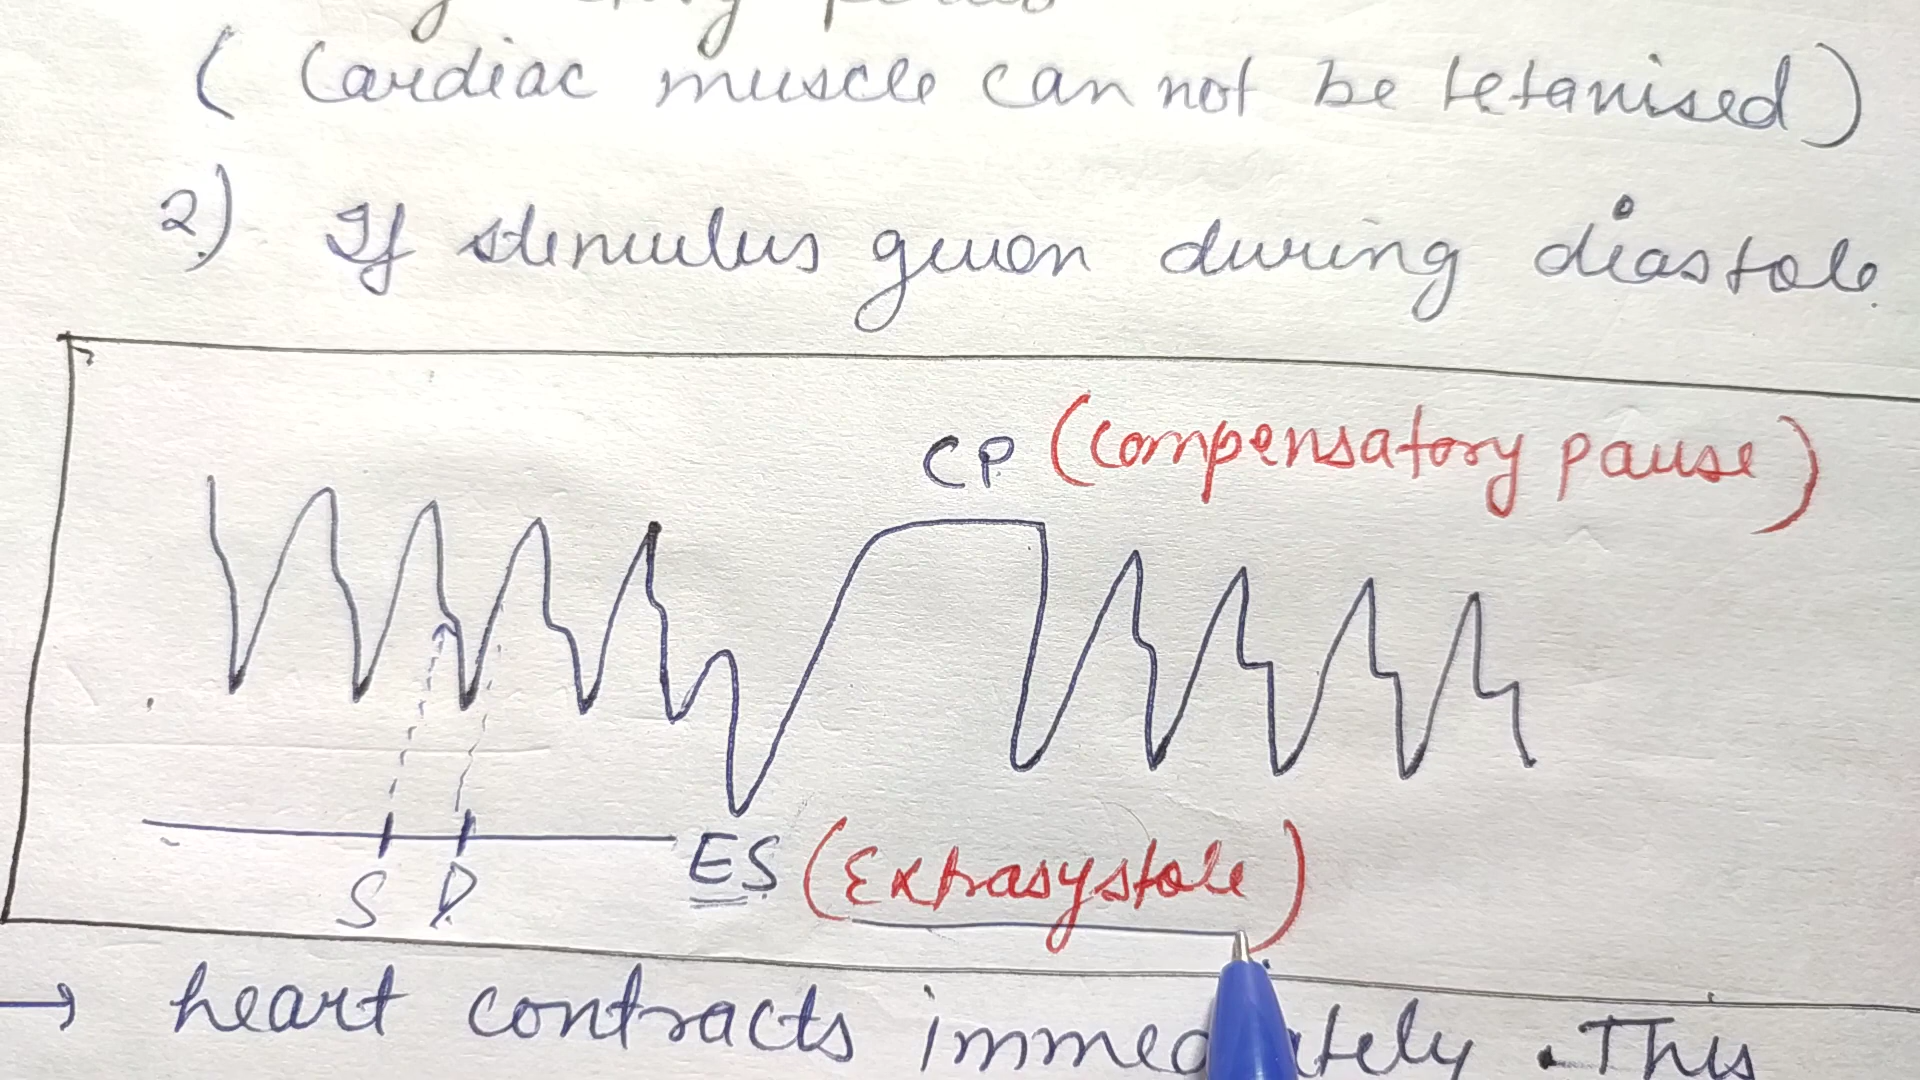 (Cardiac muscle can not be tetanised)
2.) If stimulus given during diastole.
CP (Compensatory pause)
S D
ES (Extrasystole)
→ heart contracts immediately. This